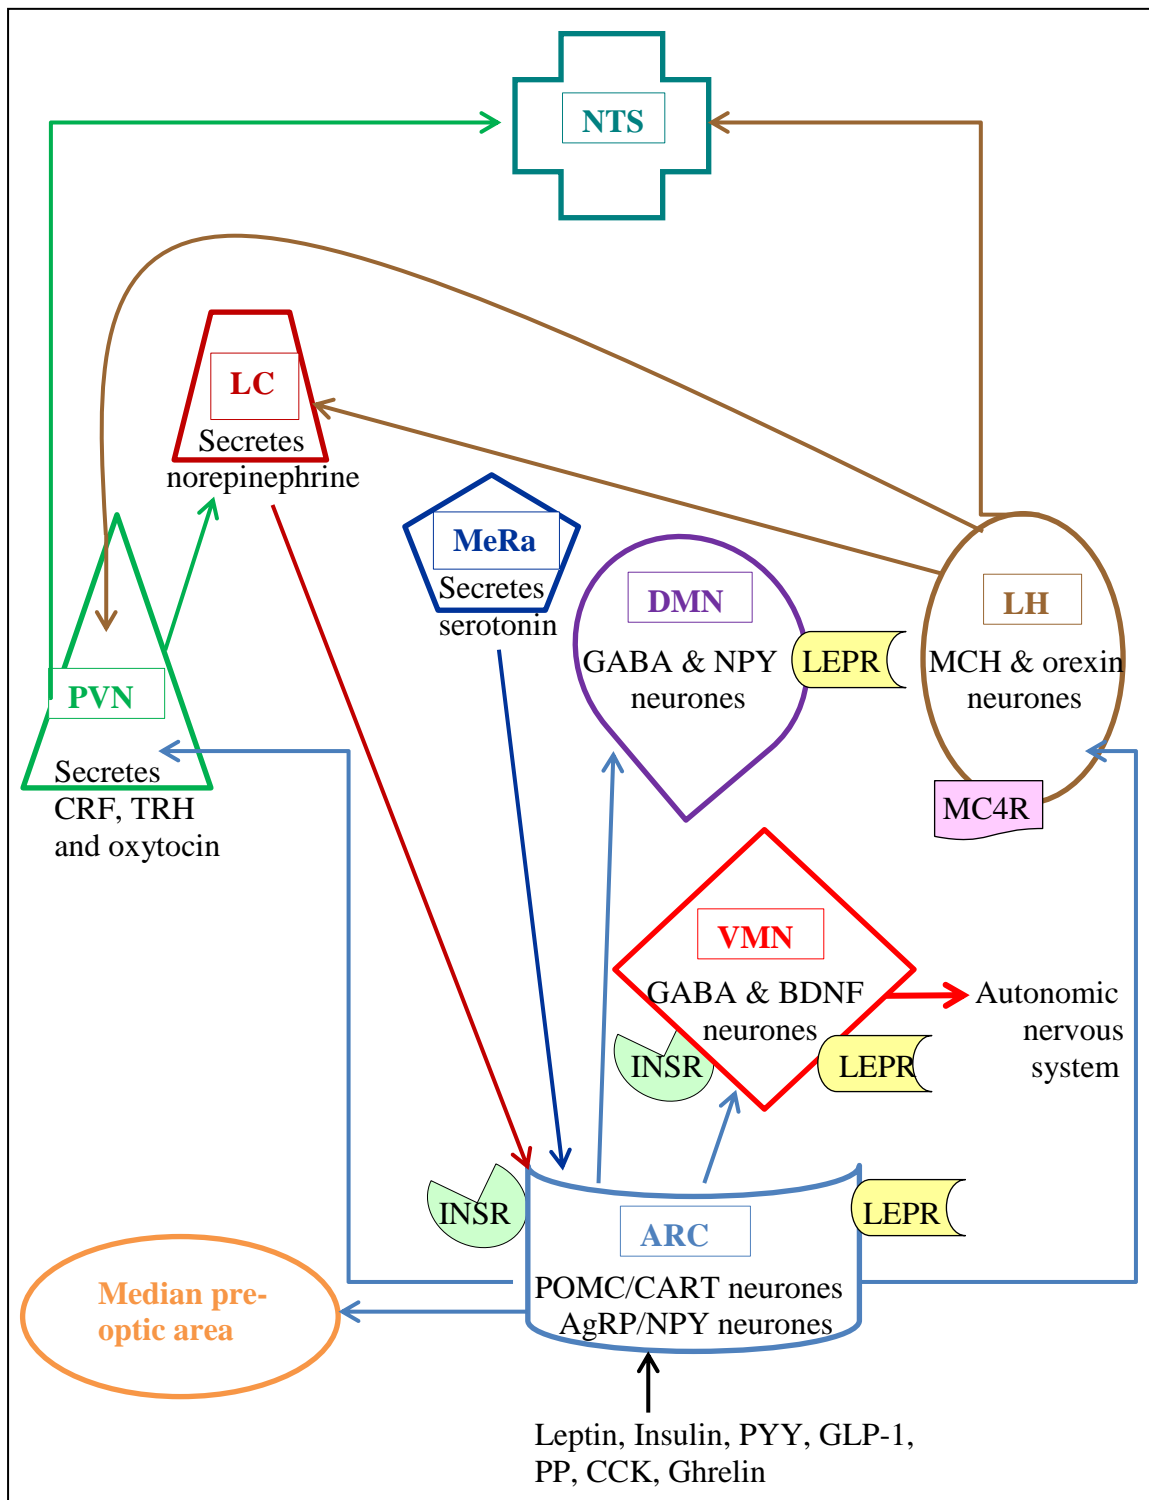 NTS
LC
Secretes
norepinephrine
MeRa
Secretes
serotonin
DMN
GABA & NPY
neurones
LEPR
LH
MCH & orexin
neurones
MC4R
PVN
Secretes
CRF, TRH
and oxytocin
VMN
GABA & BDNF
neurones
INSR
LEPR
Autonomic
nervous
system
INSR
LEPR
ARC
POMC/CART neurones
AgRP/NPY neurones
Median pre-
optic area
Leptin, Insulin, PYY, GLP-1,
PP, CCK, Ghrelin